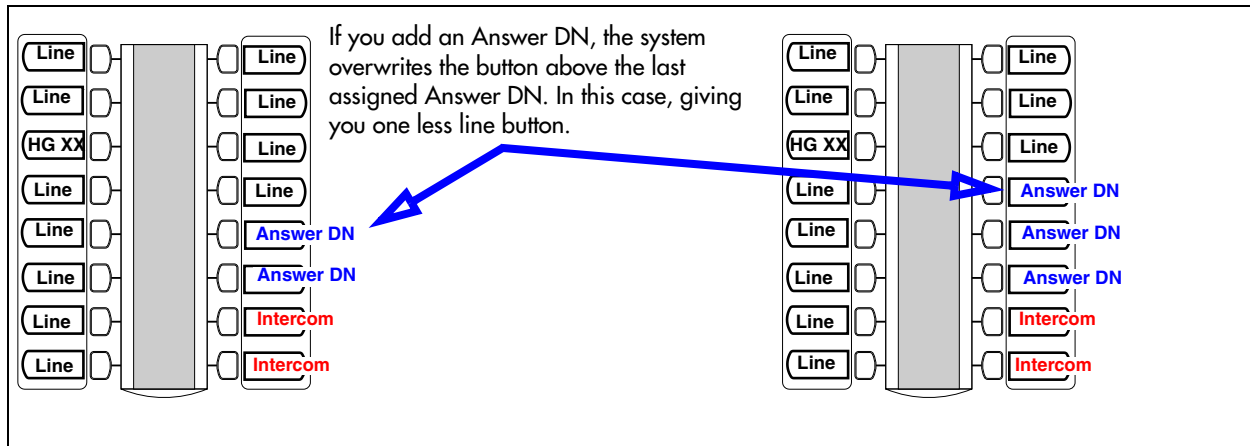 Line
Line
HG XX
Line
Line
Line
Line
Line
Line
Line
Line
Line
Answer DN
Answer DN
Intercom
Intercom
If you add an Answer DN, the system
overwrites the button above the last
assigned Answer DN. In this case, giving
you one less line button.
Line
Line
HG XX
Line
Line
Line
Line
Line
Line
Line
Line
Answer DN
Answer DN
Answer DN
Intercom
Intercom